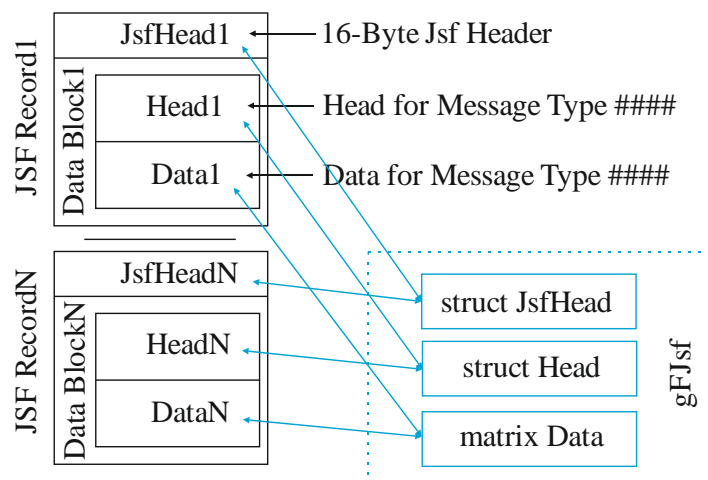 JSF Record1
JsfHead1
16-Byte Jsf Header
Data Block1
Head1
Head for Message Type ####
Data1
Data for Message Type ####
JSF RecordN
JsfHeadN
Data BlockN
HeadN
DataN
struct JsfHead
struct Head
matrix Data
gFJsf